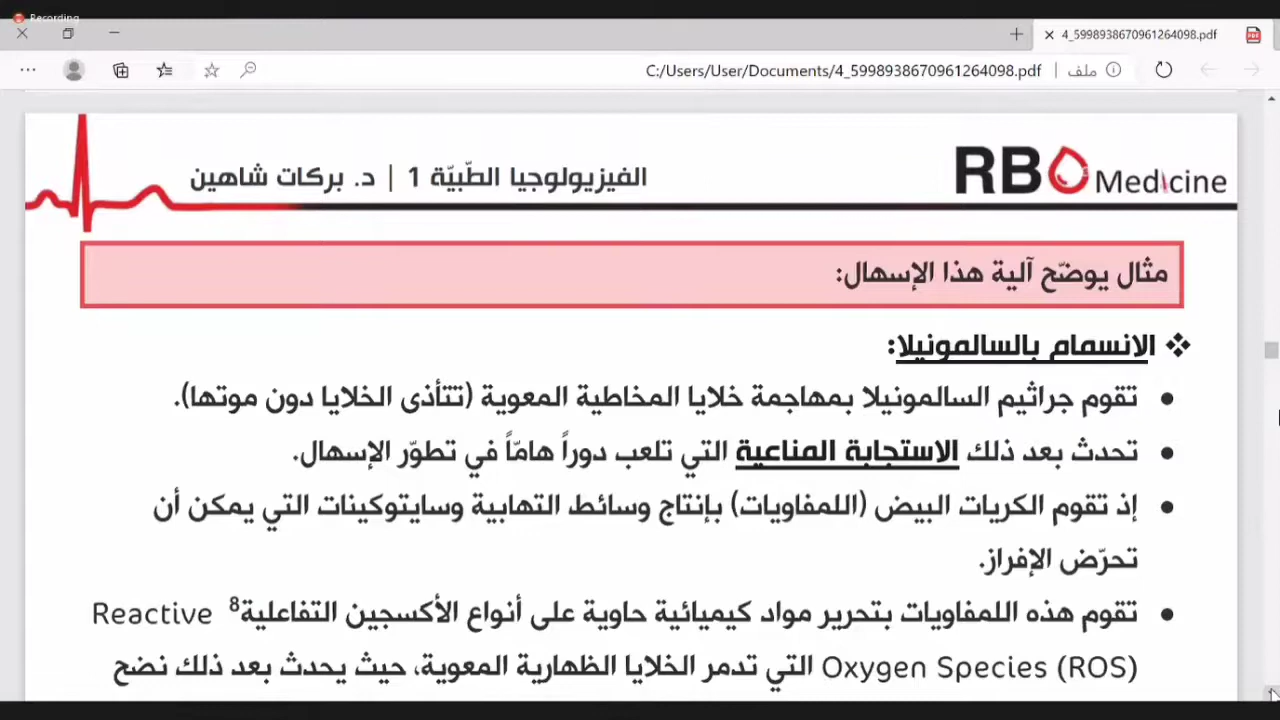 Recording
4_5998938670961264098.pdf
C:/Users/User/Documents/4_5998938670961264098.pdf | ملف
RBO Medicine
الفيزيولوجيا الطّبيّة 1 | د. بركات شاهين
مثال يوضّح آلية هذا الإسهال:
❖ الانسمام بالسالمونيلا:
• تقوم جراثيم السالمونيلا بمهاجمة خلايا المخاطية المعوية (تتأذى الخلايا دون موتها).
• تحدث بعد ذلك الاستجابة المناعية التي تلعب دوراً هامّاً في تطوّر الإسهال.
• إذ تقوم الكريات البيض (اللمفاويات) بإنتاج وسائط التهابية وسايتوكينات التي يمكن أن
تحرّض الإفراز.
• تقوم هذه اللمفاويات بتحرير مواد كيميائية حاوية على أنواع الأكسجين التفاعلية⁸ Reactive
Oxygen Species (ROS) التي تدمر الخلايا الظهارية المعوية، حيث يحدث بعد ذلك نضح